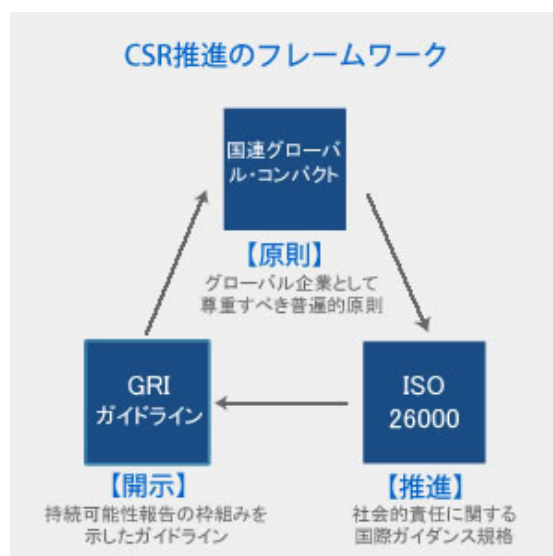 CSR推進のフレームワーク
国連グローバ
ル・コンパクト
【原則】
グローバル企業として
尊重すべき普遍的原則
GRI
ガイドライン
【開示】
持続可能性報告の枠組みを
示したガイドライン
ISO
26000
【推進】
社会的責任に関する
国際ガイダンス規格